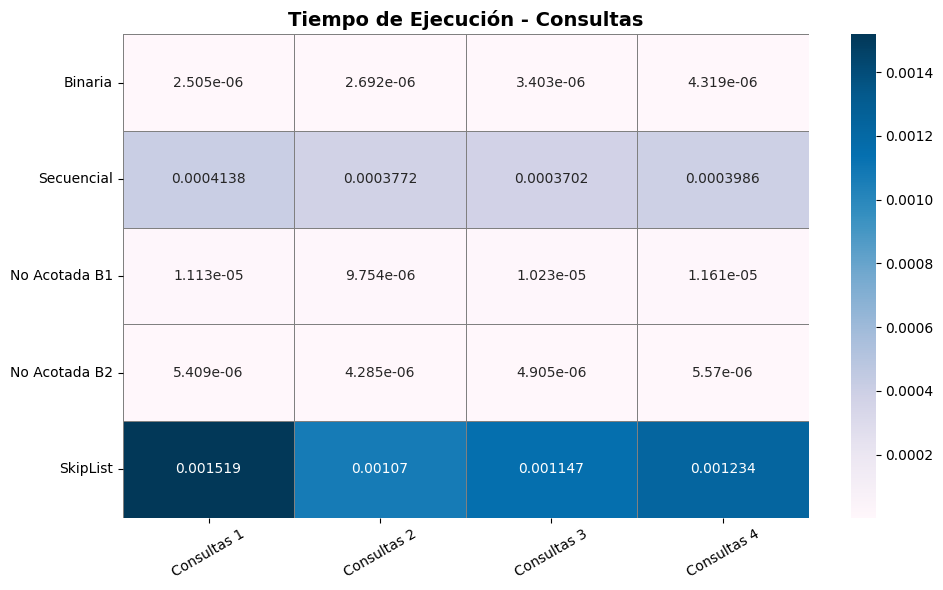 Tiempo de Ejecución - Consultas
Binaria 2.505e-06 2.692e-06 3.403e-06 4.319e-06
Secuencial 0.0004138 0.0003772 0.0003702 0.0003986
No Acotada B1 1.113e-05 9.754e-06 1.023e-05 1.161e-05
No Acotada B2 5.409e-06 4.285e-06 4.905e-06 5.57e-06
SkipList 0.001519 0.00107 0.001147 0.001234
Consultas 1 Consultas 2 Consultas 3 Consultas 4
0.0014
0.0012
0.0010
0.0008
0.0006
0.0004
0.0002